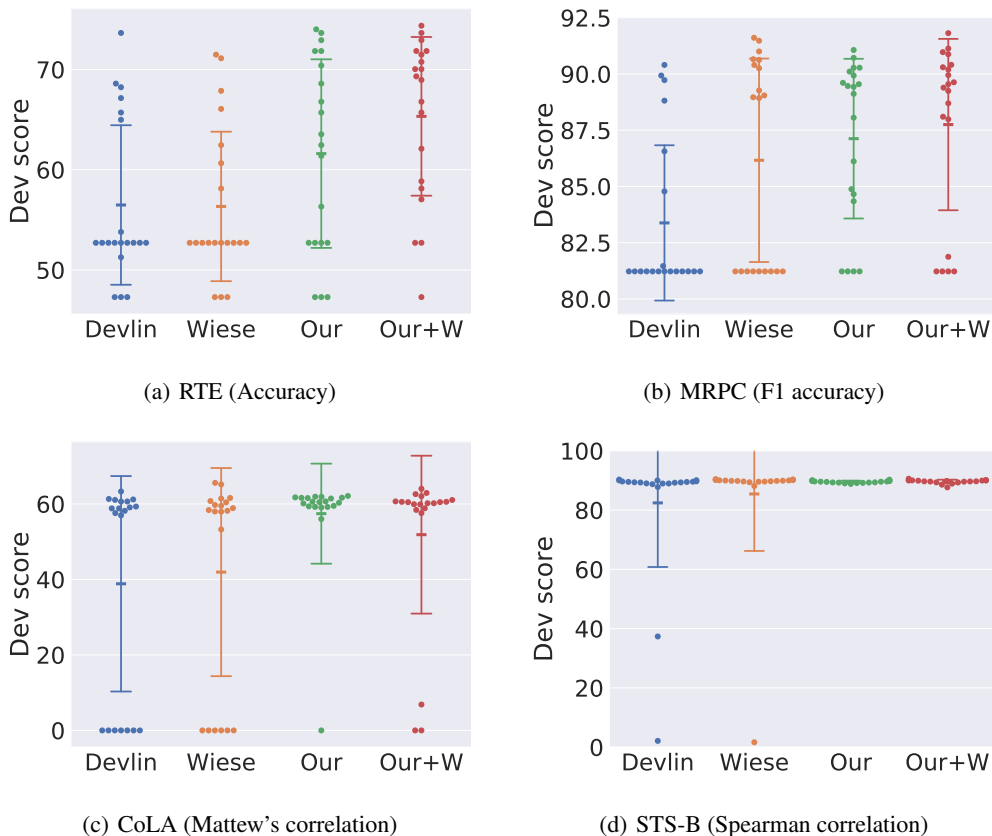 Dev score
70
60
50
Devlin Wiese Our Our+W
(a) RTE (Accuracy)
Dev score
92.5
90.0
87.5
85.0
82.5
80.0
Devlin Wiese Our Our+W
(b) MRPC (F1 accuracy)
Dev score
60
40
20
0
Devlin Wiese Our Our+W
(c) CoLA (Mattew's correlation)
Dev score
100
80
60
40
20
0
Devlin Wiese Our Our+W
(d) STS-B (Spearman correlation)